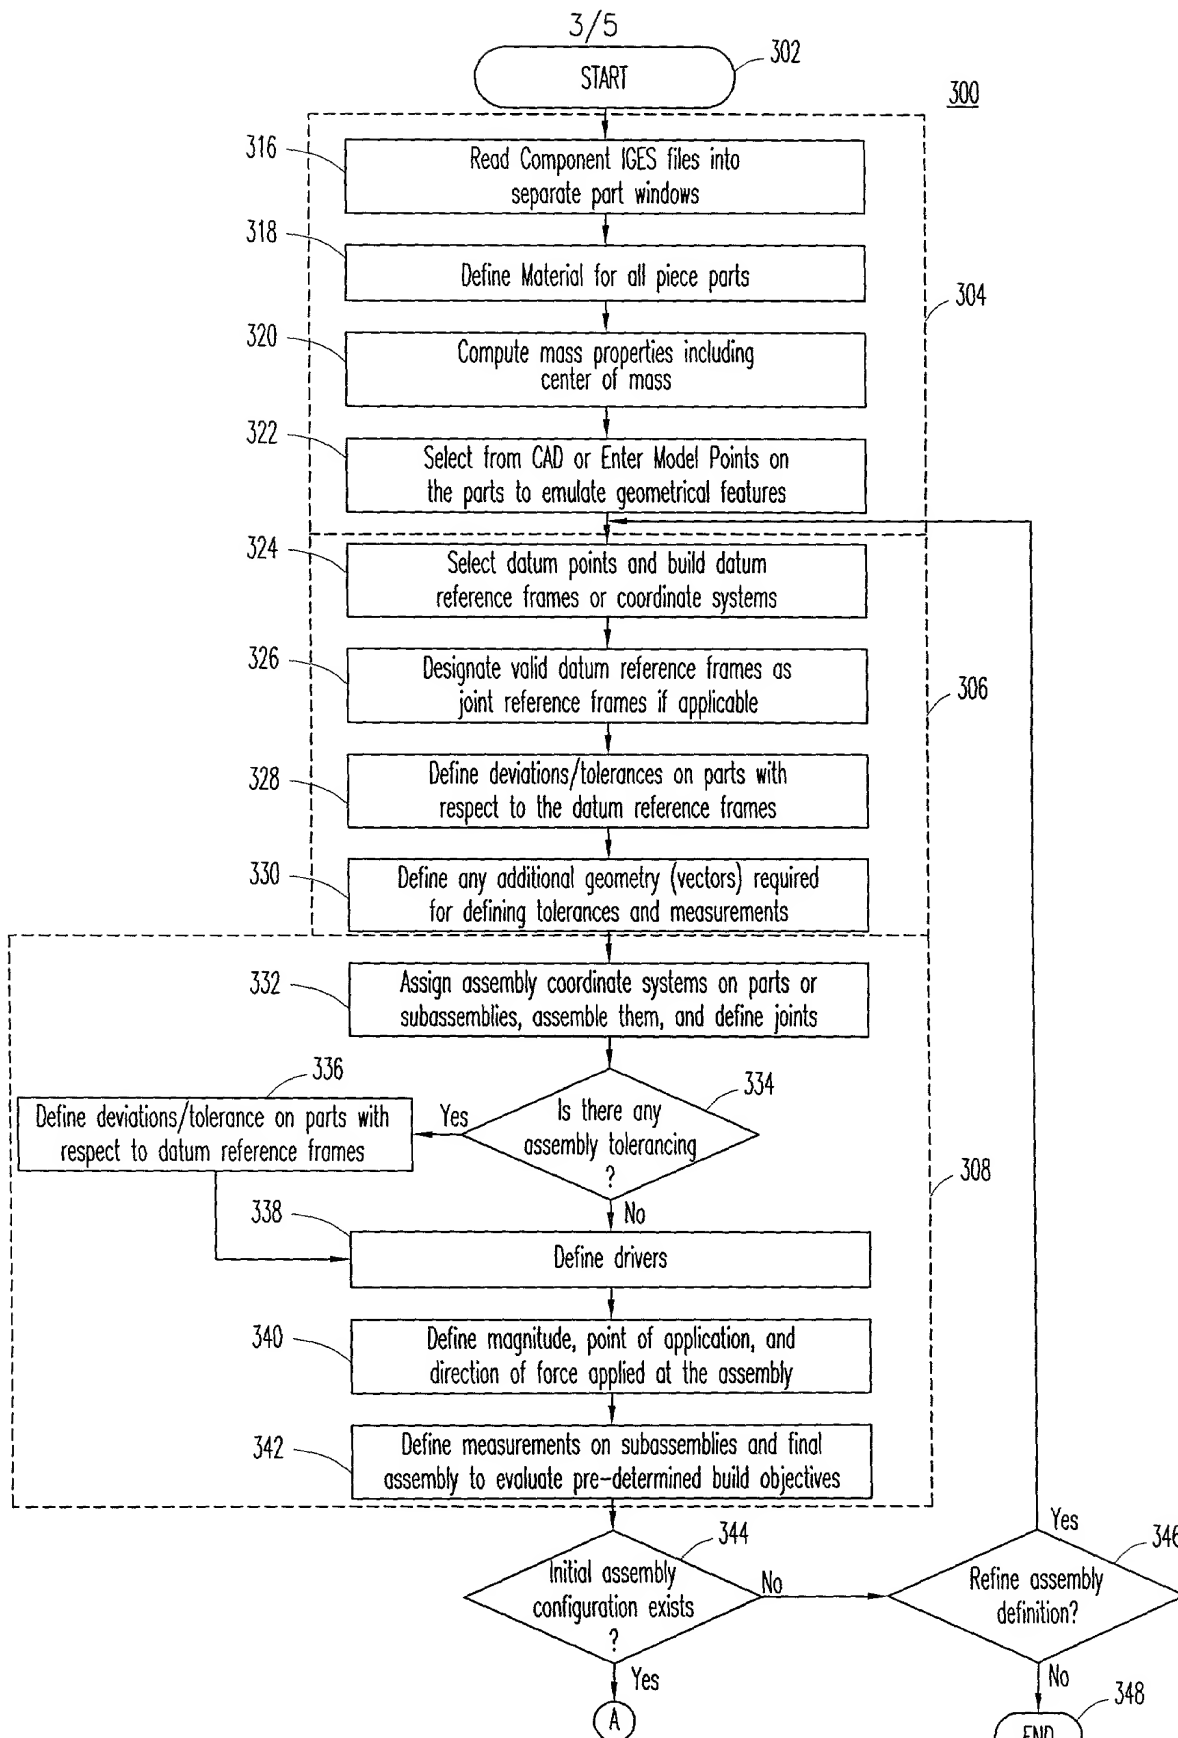 3/5
START
302
300
316
Read Component IGES files into
separate part windows
318
Define Material for all piece parts
304
320
Compute mass properties including
center of mass
322
Select from CAD or Enter Model Points on
the parts to emulate geometrical features
324
Select datum points and build datum
reference frames or coordinate systems
326
Designate valid datum reference frames as
joint reference frames if applicable
306
328
Define deviations/tolerances on parts with
respect to the datum reference frames
330
Define any additional geometry (vectors) required
for defining tolerances and measurements
332
Assign assembly coordinate systems on parts or
subassemblies, assemble them, and define joints
336
334
Define deviations/tolerance on parts with
respect to datum reference frames
Yes
Is there any
assembly tolerancing
?
308
No
338
Define drivers
340
Define magnitude, point of application, and
direction of force applied at the assembly
342
Define measurements on subassemblies and final
assembly to evaluate pre-determined build objectives
344
Initial assembly
configuration exists
?
No
Yes
346
Refine assembly
definition?
Yes
No
A
348
END